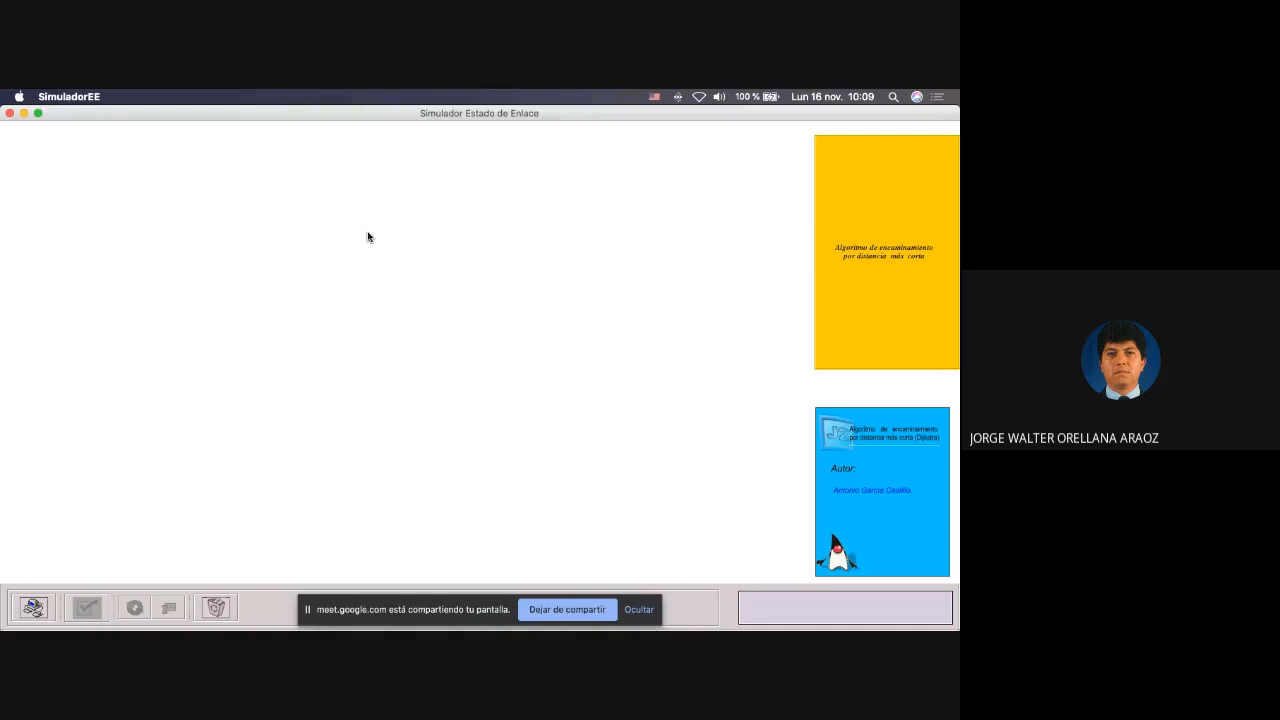 SimuladorEE
100 %
Lun 16 nov. 10:09
Simulador Estado de Enlace
Algoritmo de encaminamiento
por distancia más corta
Algoritmo de encaminamiento
por distancia más corta (Dijkstra)
Autor:
Antonio García Castillo.
meet.google.com está compartiendo tu pantalla.
Dejar de compartir
Ocultar
JORGE WALTER ORELLANA ARAOZ